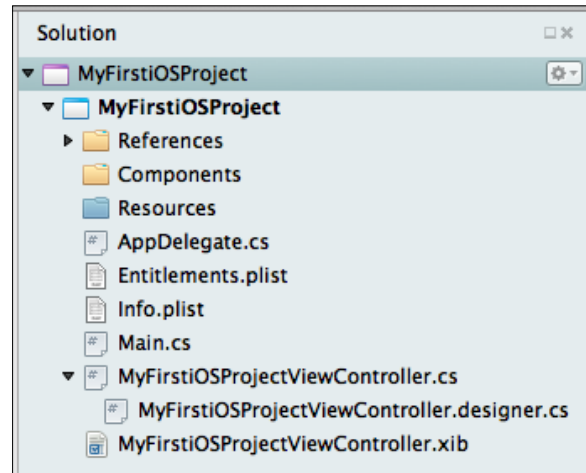 Solution
MyFirstiOSProject
MyFirstiOSProject
References
Components
Resources
AppDelegate.cs
Entitlements.plist
Info.plist
Main.cs
MyFirstiOSProjectViewController.cs
MyFirstiOSProjectViewController.designer.cs
MyFirstiOSProjectViewController.xib